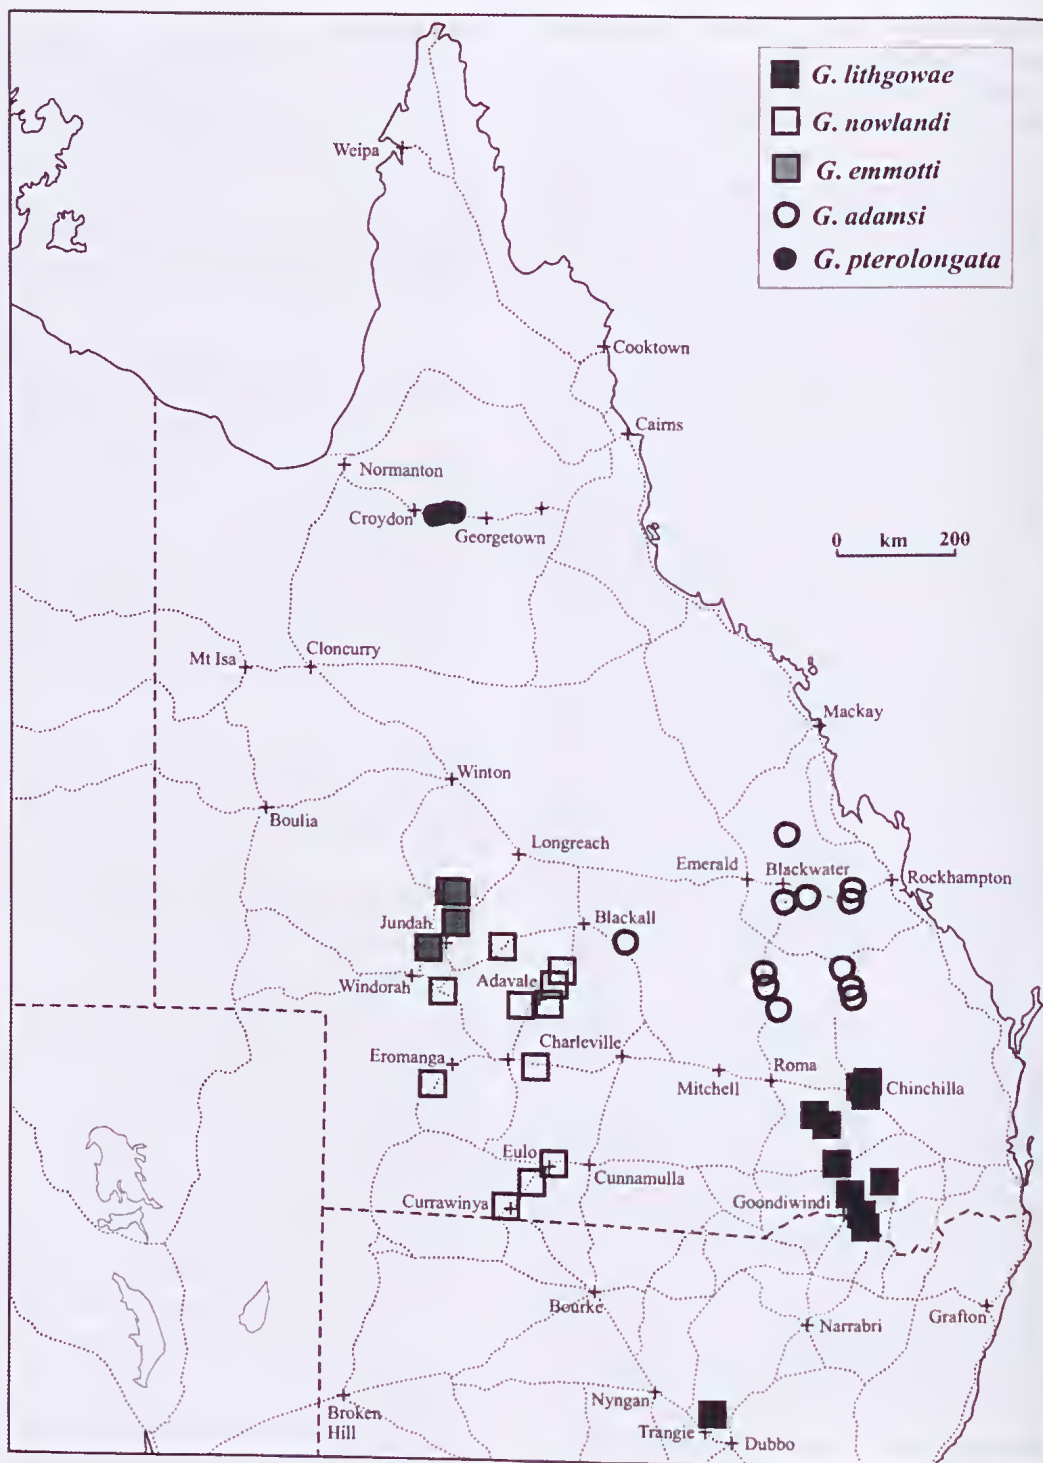 G. lithgowae
G. nowlandi
G. emmotti
G. adamsi
G. pterolongata
Weipa
Cooktown
Cairns
Normanton
Croydon
Georgetown
0 km 200
Mt Isa
Cloncurry
Mackay
Winton
Boulia
Longreach
Emerald
Blackwater
Rockhampton
Jundah
Blackall
Windorah
Adavale
Eromanga
Charleville
Mitchell
Roma
Chinchilla
Eulo
Cunnamulla
Currawinya
Goondiwindi
Bourke
Narrabri
Grafton
Nyngan
Broken
Hill
Trangie
Dubbo